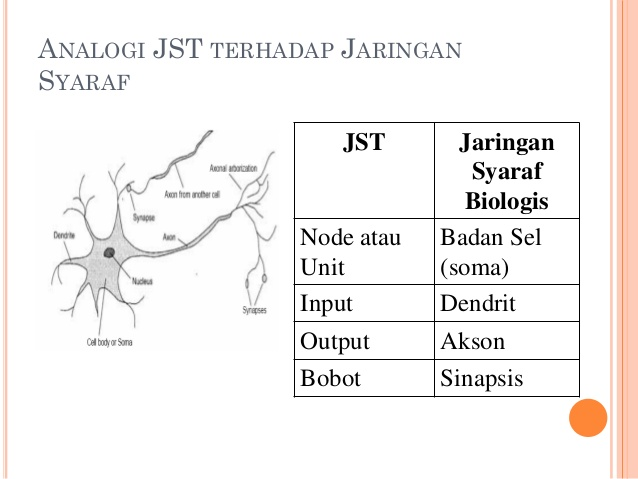 ANALOGI JST TERHADAP JARINGAN
SYARAF
Axonal arborization
Axon from another cell
Synapse
Dendrite
Axon
Nucleus
Synapses
Cell body or Soma
JST
Jaringan
Syaraf
Biologis
Node atau
Unit
Badan Sel
(soma)
Input
Dendrit
Output
Akson
Bobot
Sinapsis